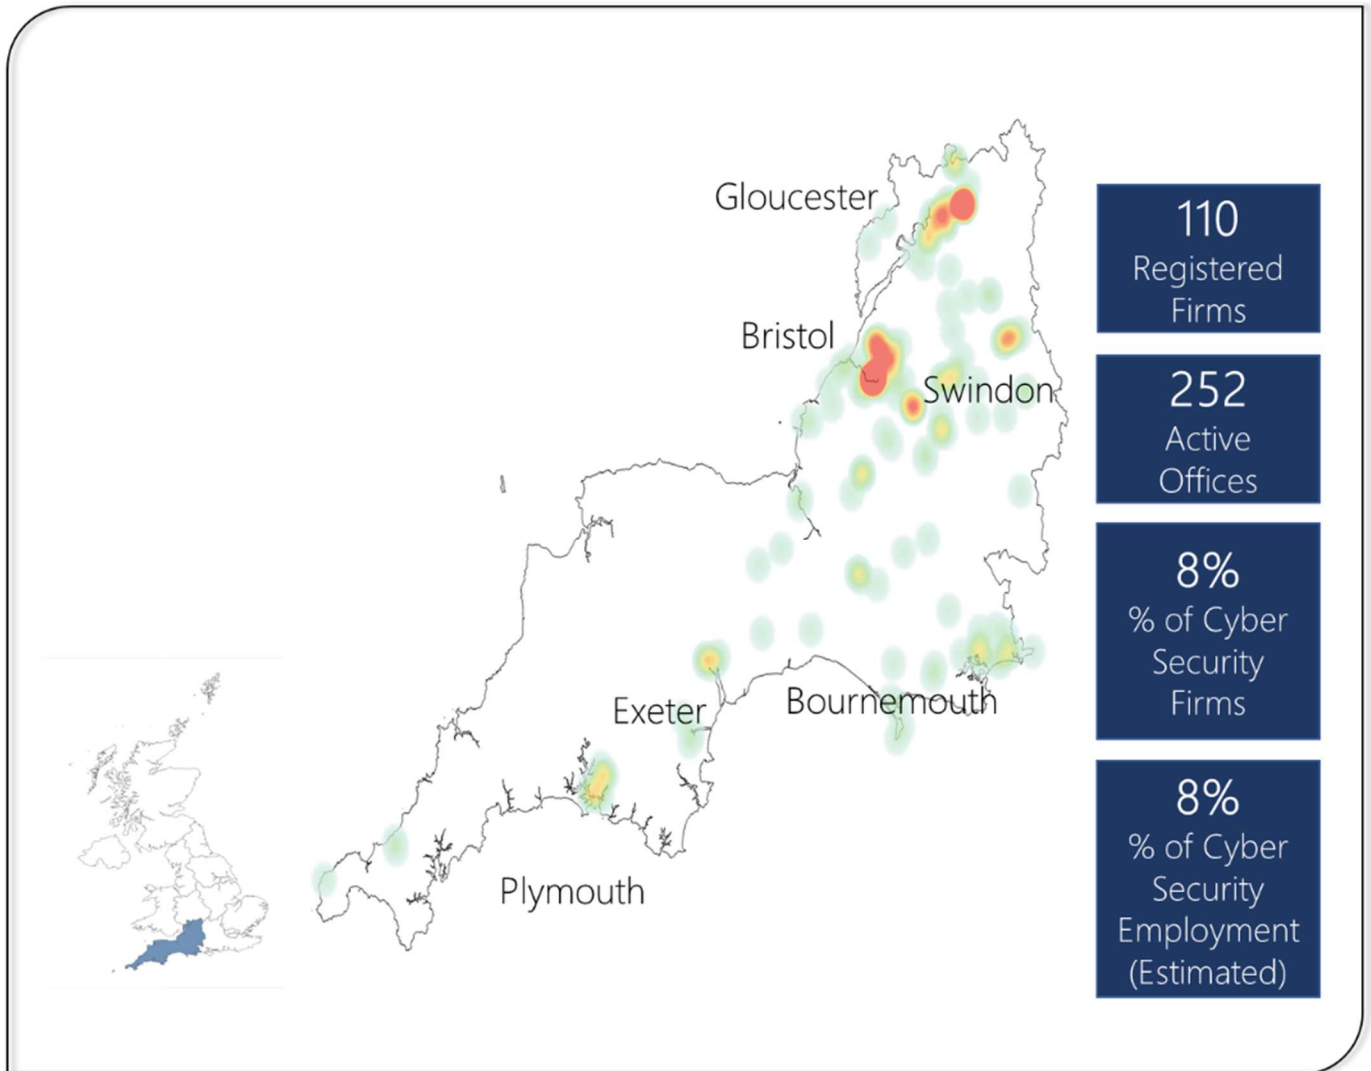 Gloucester
Bristol
Swindon
Exeter
Bournemouth
Plymouth
110
Registered
Firms
252
Active
Offices
8%
% of Cyber
Security
Firms
8%
% of Cyber
Security
Employment
(Estimated)